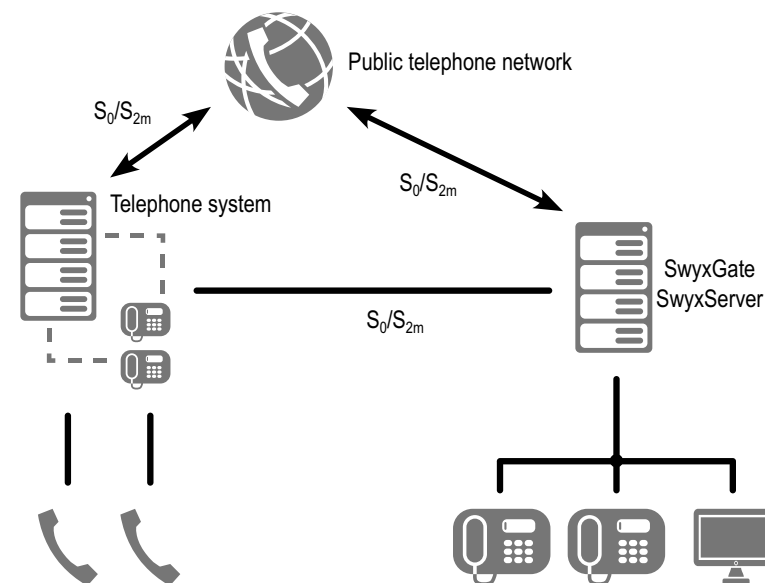 Public telephone network
S₀/S₂ₘ
S₀/S₂ₘ
Telephone system
SwyxGate
SwyxServer
S₀/S₂ₘ